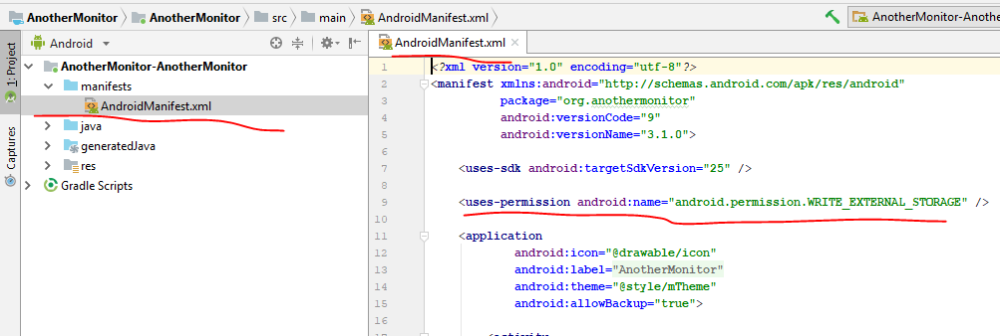 AnotherMonitor AnotherMonitor src main AndroidManifest.xml AnotherMonitor-Anoth
1: Project
Captures
Android
AnotherMonitor-AnotherMonitor
manifests
AndroidManifest.xml
java
generatedJava
res
Gradle Scripts
AndroidManifest.xml
1 <?xml version="1.0" encoding="utf-8"?>
2 <manifest xmlns:android="http://schemas.android.com/apk/res/android"
3 package="org.anothermonitor"
4 android:versionCode="9"
5 android:versionName="3.1.0">
6
7 <uses-sdk android:targetSdkVersion="25" />
8
9 <uses-permission android:name="android.permission.WRITE_EXTERNAL_STORAGE" />
10
11 <application
12 android:icon="@drawable/icon"
13 android:label="AnotherMonitor"
14 android:theme="@style/mTheme"
15 android:allowBackup="true">
16
<activity